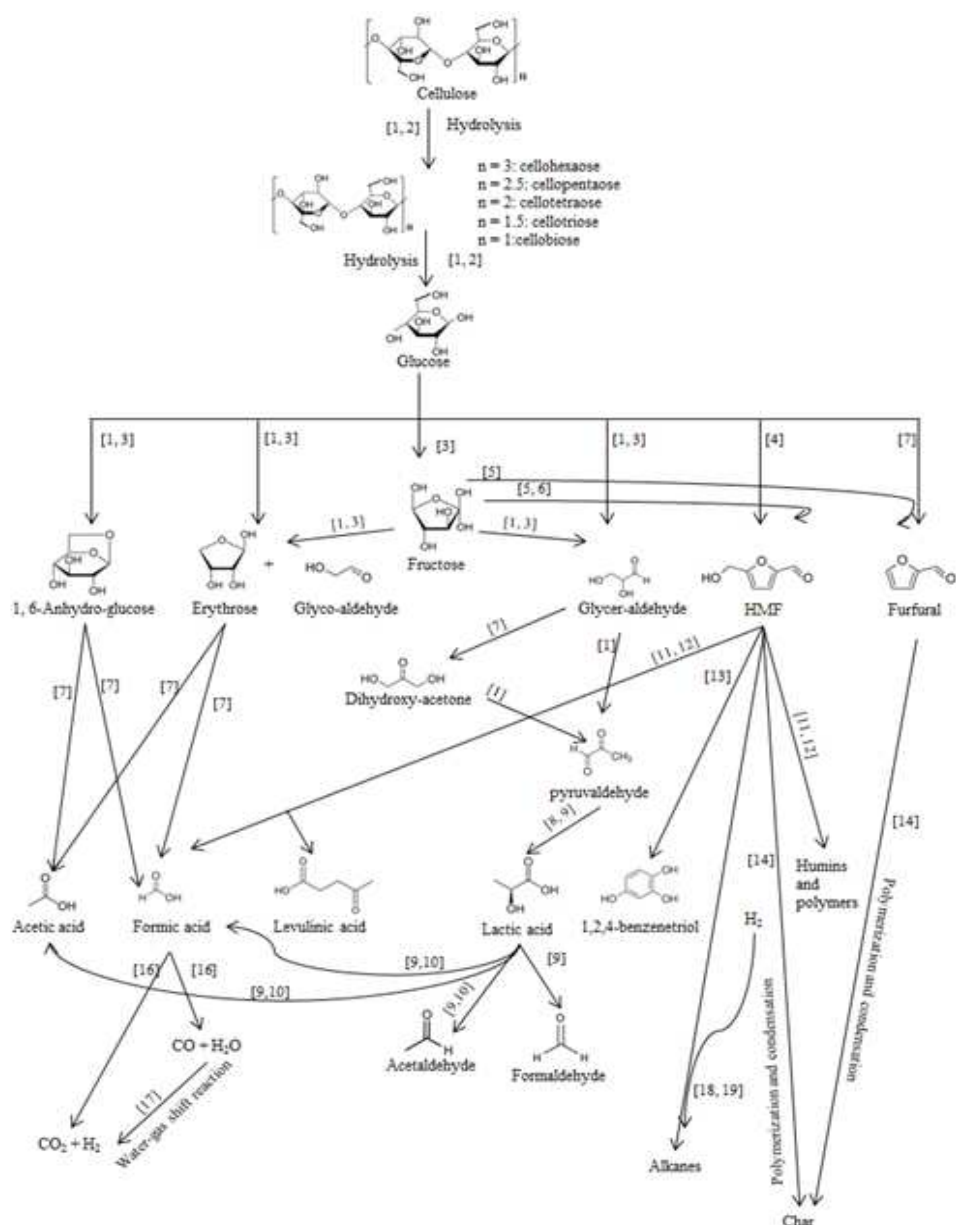 Cellulose
[1, 2]
Hydrolysis
n = 3: cellohexaose
n = 2.5: cellopentaose
n = 2: cellotetraose
n = 1.5: cellotriose
n = 1:cellobiose
Hydrolysis
[1, 2]
Glucose
[1, 3]
[1, 3]
[3]
[1, 3]
[4]
[7]
[5]
[5, 6]
[1, 3]
[1, 3]
Fructose
+
1, 6-Anhydro-glucose
Erythrose
Glyco-aldehyde
Glycer-aldehyde
HMF
Furfural
[7]
[1]
[11, 12]
[13]
[7]
[7]
[7]
[7]
Dihydroxy-acetone
[1]
[11, 12]
pyruvaldehyde
[8, 9]
[14]
[14]
Humins
and
polymers
Acetic acid
Formic acid
Levulinic acid
Lactic acid
1,2,4-benzenetriol
H2
[16]
[16]
[9,10]
[9,10]
[9,10]
[9]
CO + H2O
Acetaldehyde
Formaldehyde
[17]
Water-gas shift reaction
CO2 + H2
[18, 19]
Alkanes
Polymerization and condensation
Polymerization and condensation
Char